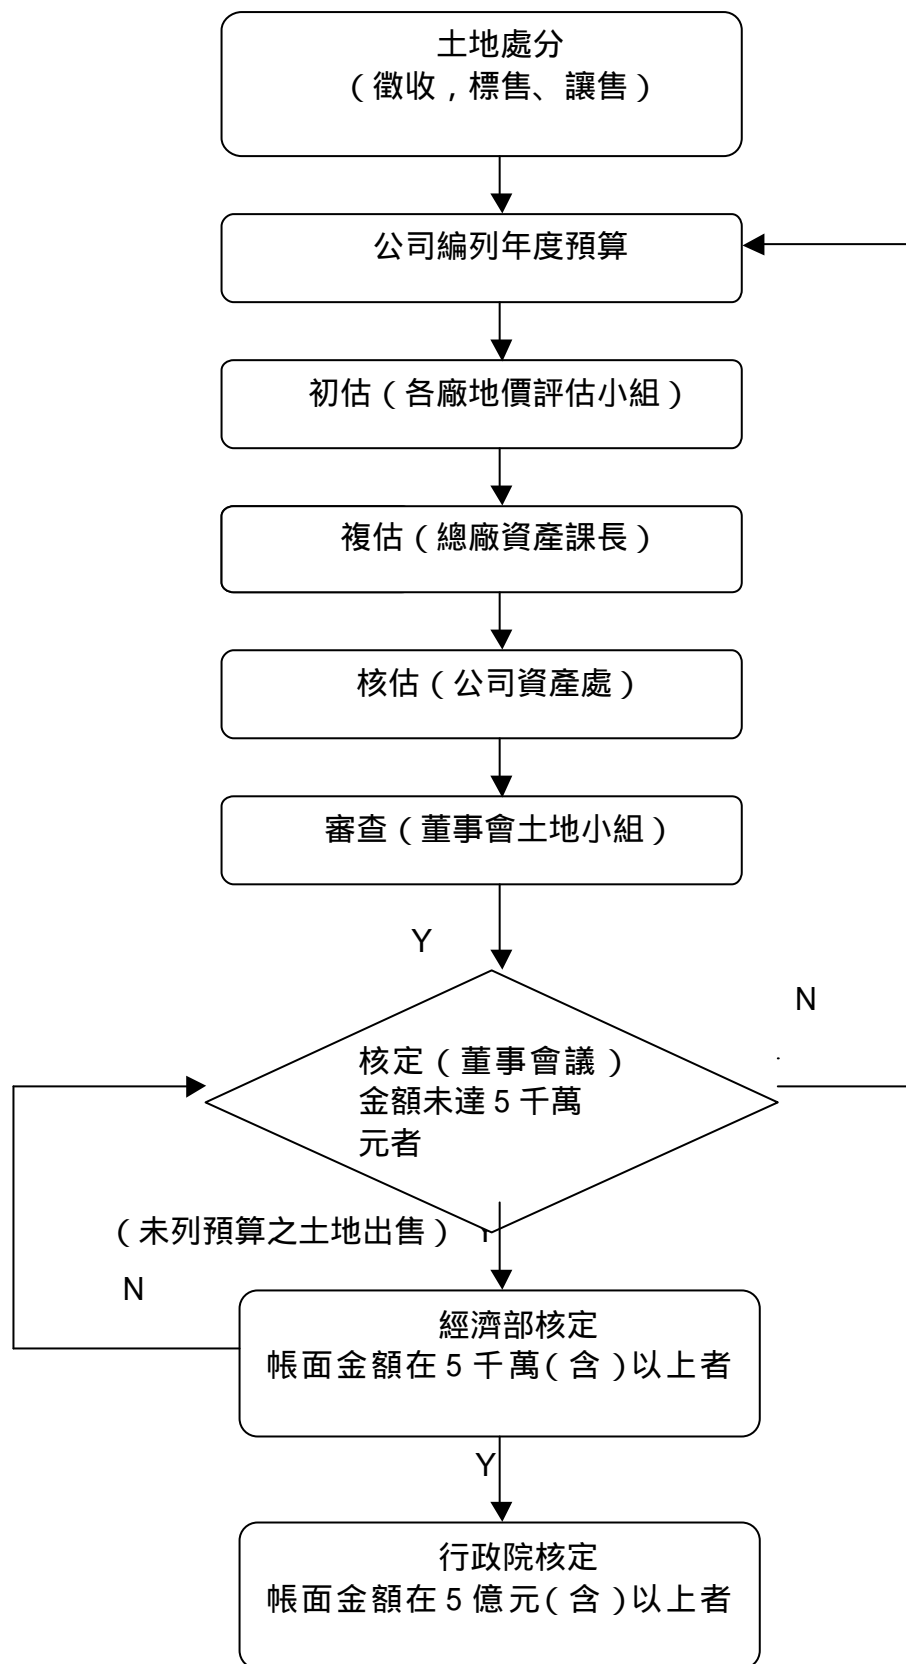 土地處分
（徵收，標售、讓售）
公司編列年度預算
初估（各廠地價評估小組）
複估（總廠資產課長）
核估（公司資產處）
審查（董事會土地小組）
Y
N
核定（董事會議）
金額未達5千萬
元者
（未列預算之土地出售） Y
N
經濟部核定
帳面金額在5千萬（含）以上者
Y
行政院核定
帳面金額在5億元（含）以上者